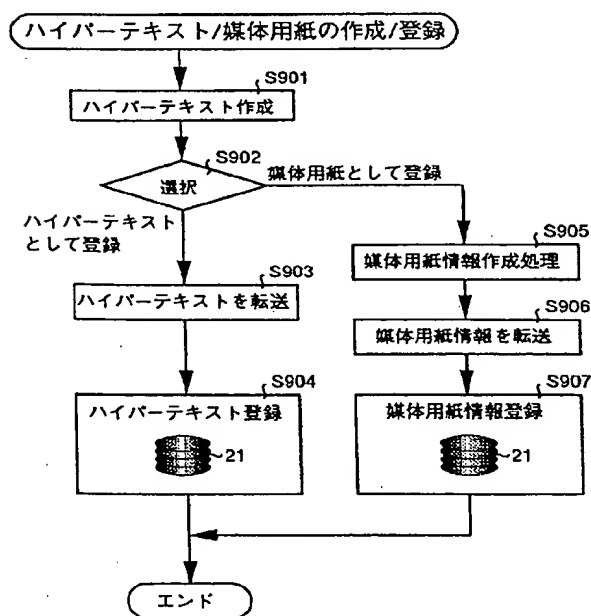 ハイパーテキスト/媒体用紙の作成/登録
S901
ハイパーテキスト作成
S902
選択
媒体用紙として登録
ハイパーテキスト
として登録
S903
ハイパーテキストを転送
S904
ハイパーテキスト登録
21
S905
媒体用紙情報作成処理
S906
媒体用紙情報を転送
S907
媒体用紙情報登録
21
エンド